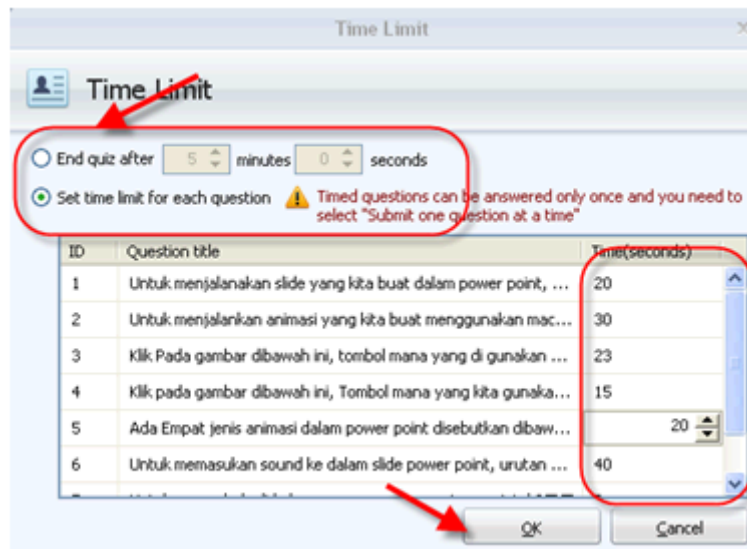 Time Limit
Time Limit
End quiz after 5 minutes 0 seconds
Set time limit for each question Timed questions can be answered only once and you need to
select "Submit one question at a time"
ID Question title Time(seconds)
1 Untuk menjalanakan slide yang kita buat dalam power point, ... 20
2 Untuk menjalankan animasi yang kita buat menggunakan mac... 30
3 Klik Pada gambar dibawah ini, tombol mana yang di gunakan ... 23
4 Klik pada gambar dibawah ini, Tombol mana yang kita gunaka... 15
5 Ada Empat jenis animasi dalam power point disebutkan dibaw... 20
6 Untuk memasukan sound ke dalam slide power point, urutan ... 40
OK Cancel